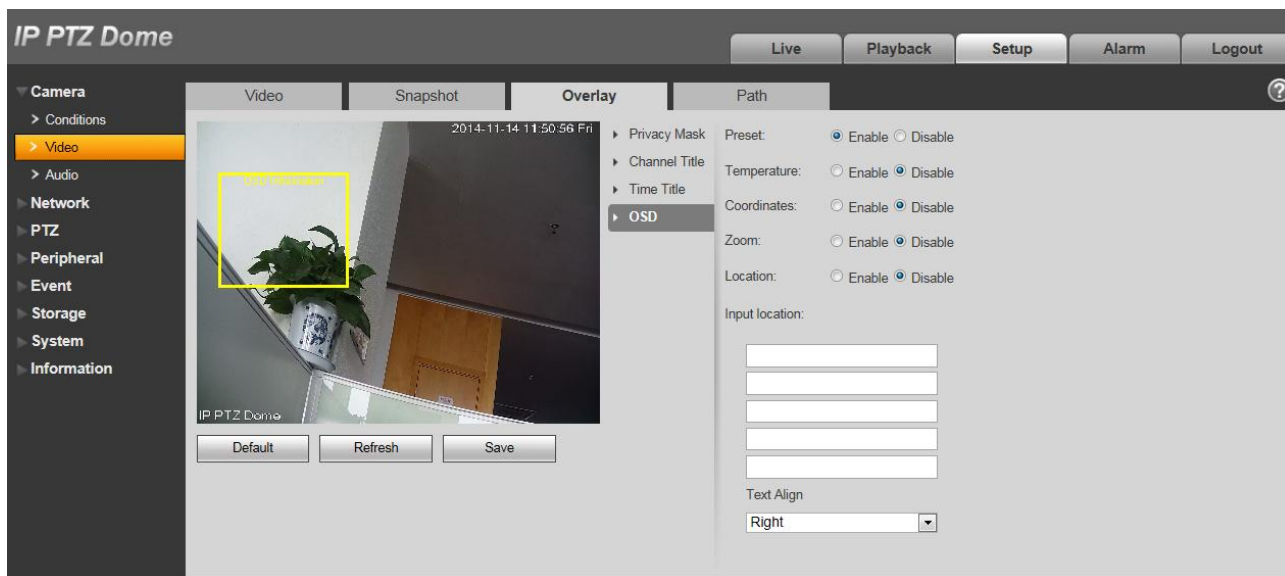 IP PTZ Dome
Live Playback Setup Alarm Logout
Camera
Conditions
Video
Audio
Network
PTZ
Peripheral
Event
Storage
System
Information
Video Snapshot Overlay Path
2014-11-14 11:50:56 Fri
IP PTZ Dome
Default Refresh Save
Privacy Mask
Channel Title
Time Title
OSD
Preset: Enable Disable
Temperature: Enable Disable
Coordinates: Enable Disable
Zoom: Enable Disable
Location: Enable Disable
Input location:
Text Align
Right